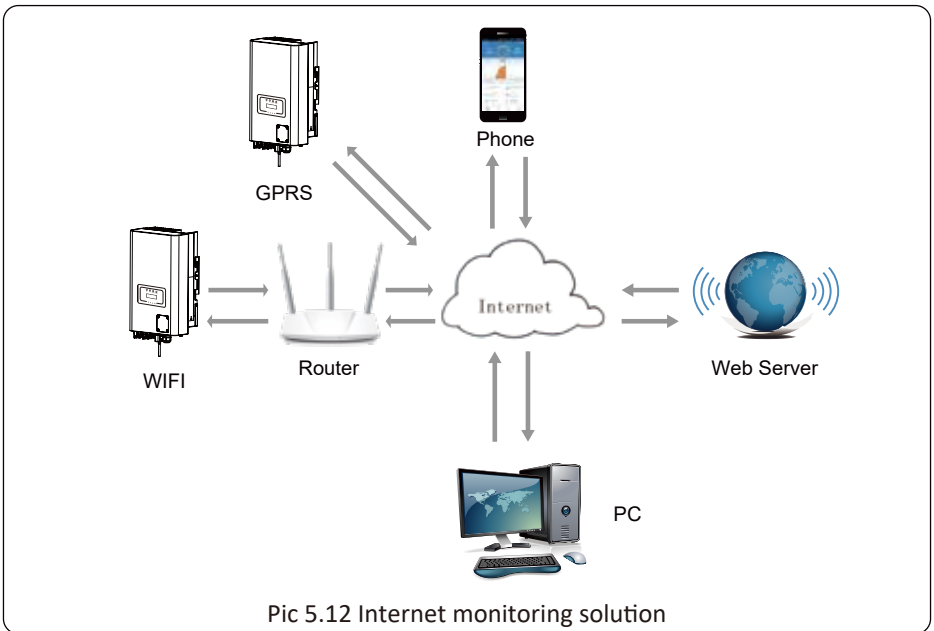 Phone
GPRS
Internet
WIFI
Router
Web Server
PC
Pic 5.12 Internet monitoring solution